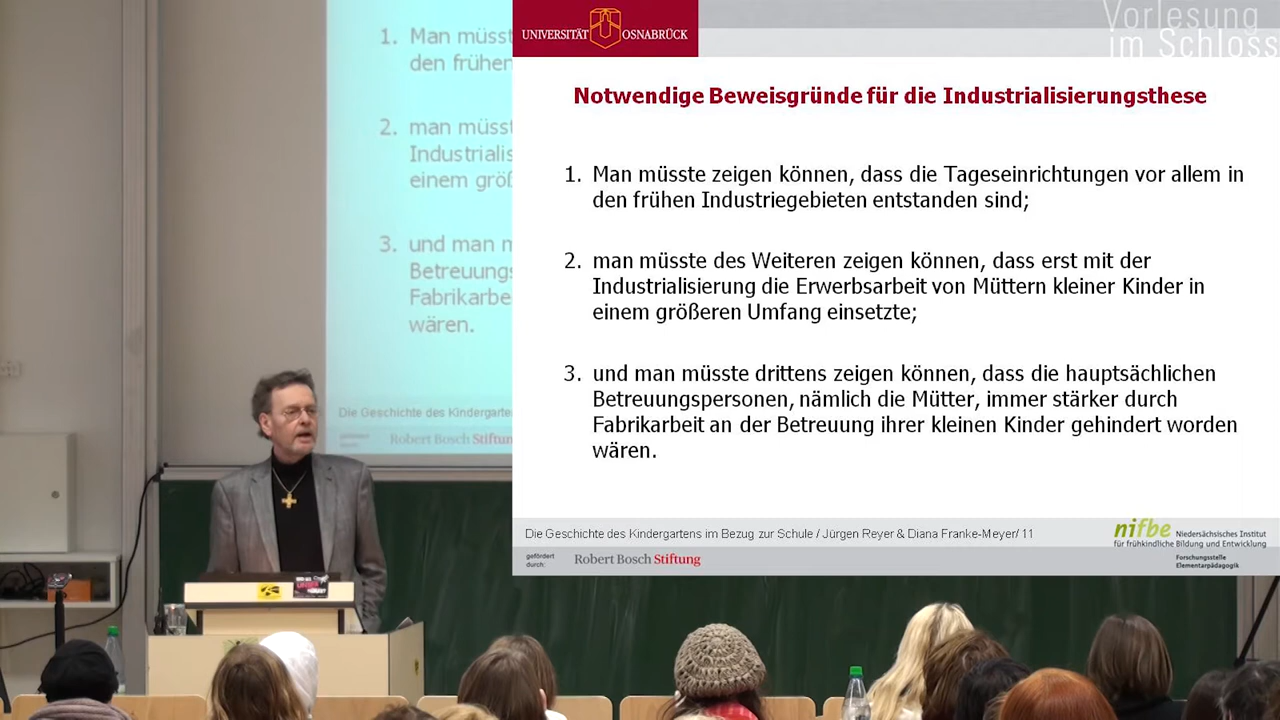 1. Man müsst
den frühen
2. man müsst
Industrialis
einem größ
3. und man m
Betreuungs
Fabrikarbe
wären.
Die Geschichte des Kindergarten
gefördert
durch:
Robert Bosch Stiftun
UNIVERSITÄT OSNABRÜCK
Vorlesung
im Schloss
Notwendige Beweisgründe für die Industrialisierungsthese
1. Man müsste zeigen können, dass die Tageseinrichtungen vor allem in
den frühen Industriegebieten entstanden sind;
2. man müsste des Weiteren zeigen können, dass erst mit der
Industrialisierung die Erwerbsarbeit von Müttern kleiner Kinder in
einem größeren Umfang einsetzte;
3. und man müsste drittens zeigen können, dass die hauptsächlichen
Betreuungspersonen, nämlich die Mütter, immer stärker durch
Fabrikarbeit an der Betreuung ihrer kleinen Kinder gehindert worden
wären.
Die Geschichte des Kindergartens im Bezug zur Schule / Jürgen Reyer & Diana Franke-Meyer/ 11
gefördert
durch:
Robert Bosch Stiftung
nifbe Niedersächsisches Institut
für frühkindliche Bildung und Entwicklung
Forschungsstelle
Elementarpädagogik